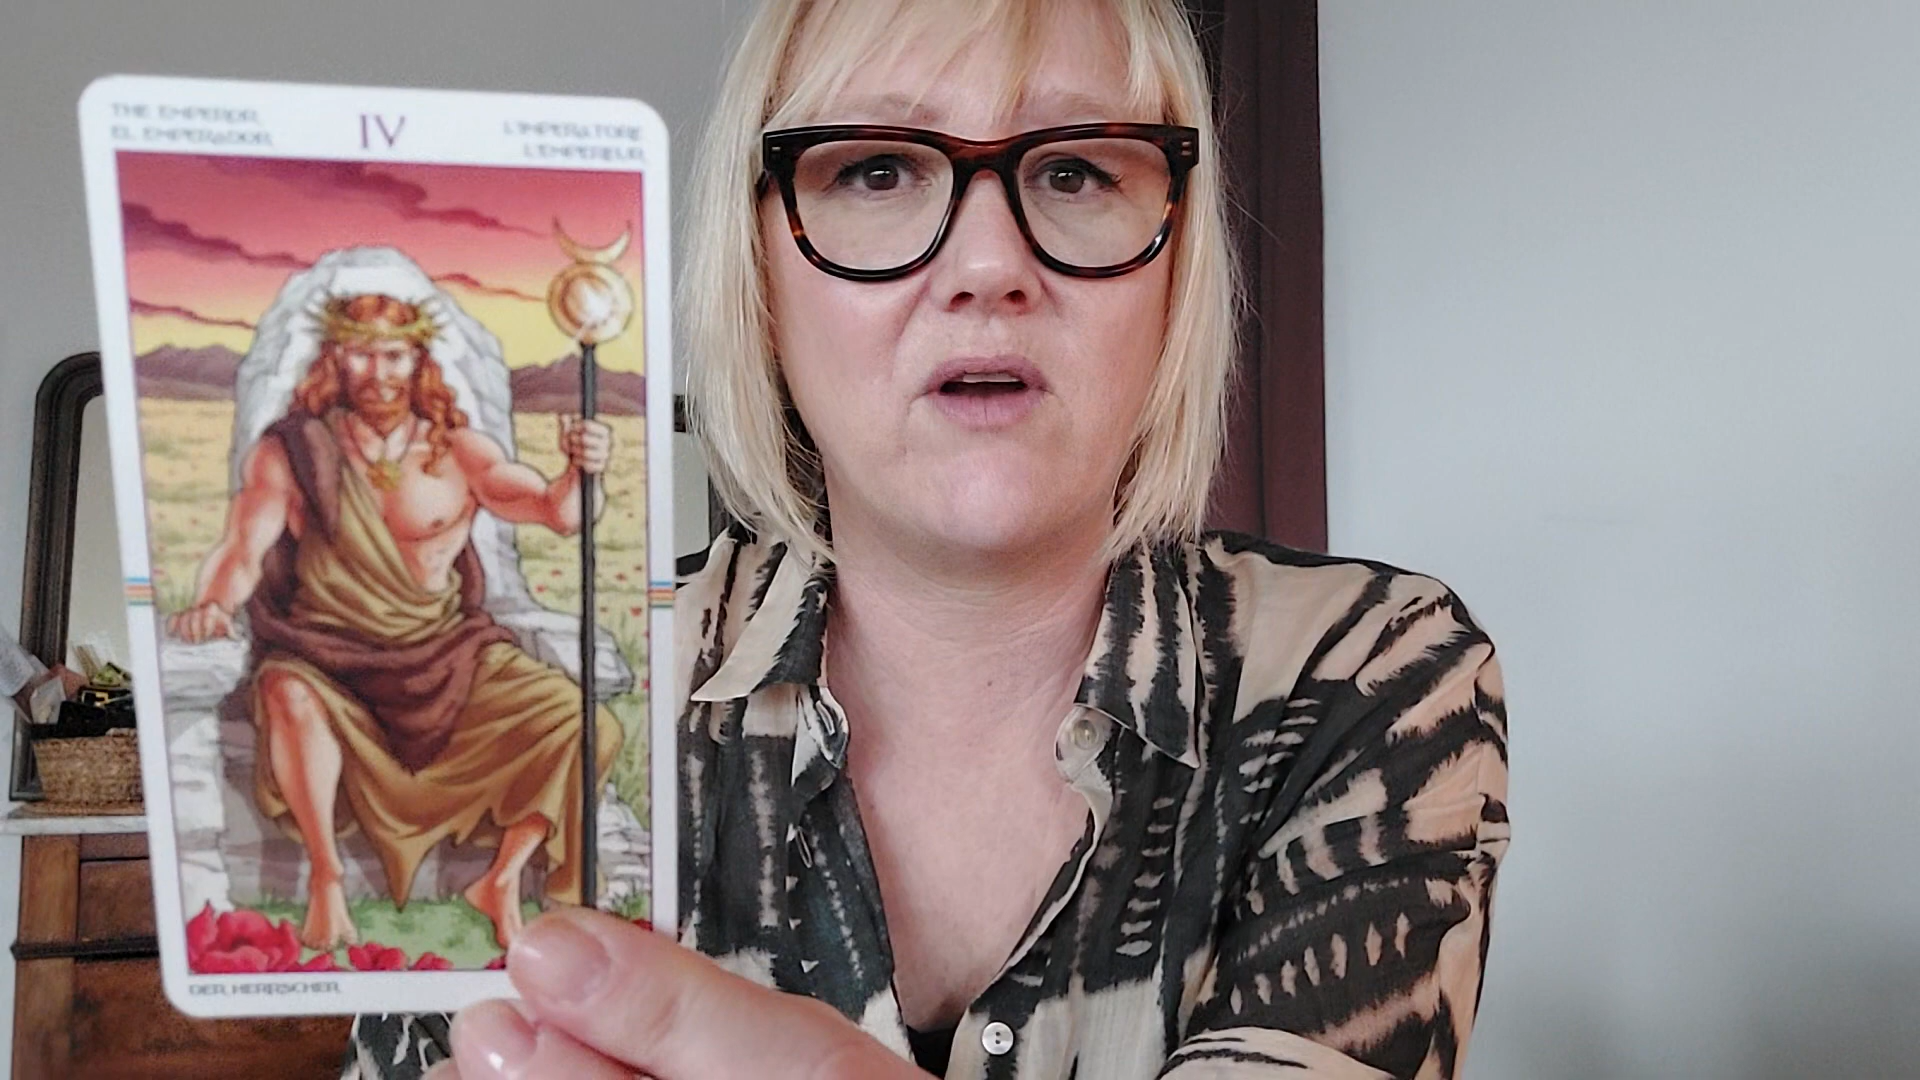 THE EMPEROR
EL EMPERADOR
IV
L'IMPERATORE
L'EMPEREUR
DER HERRSCHER